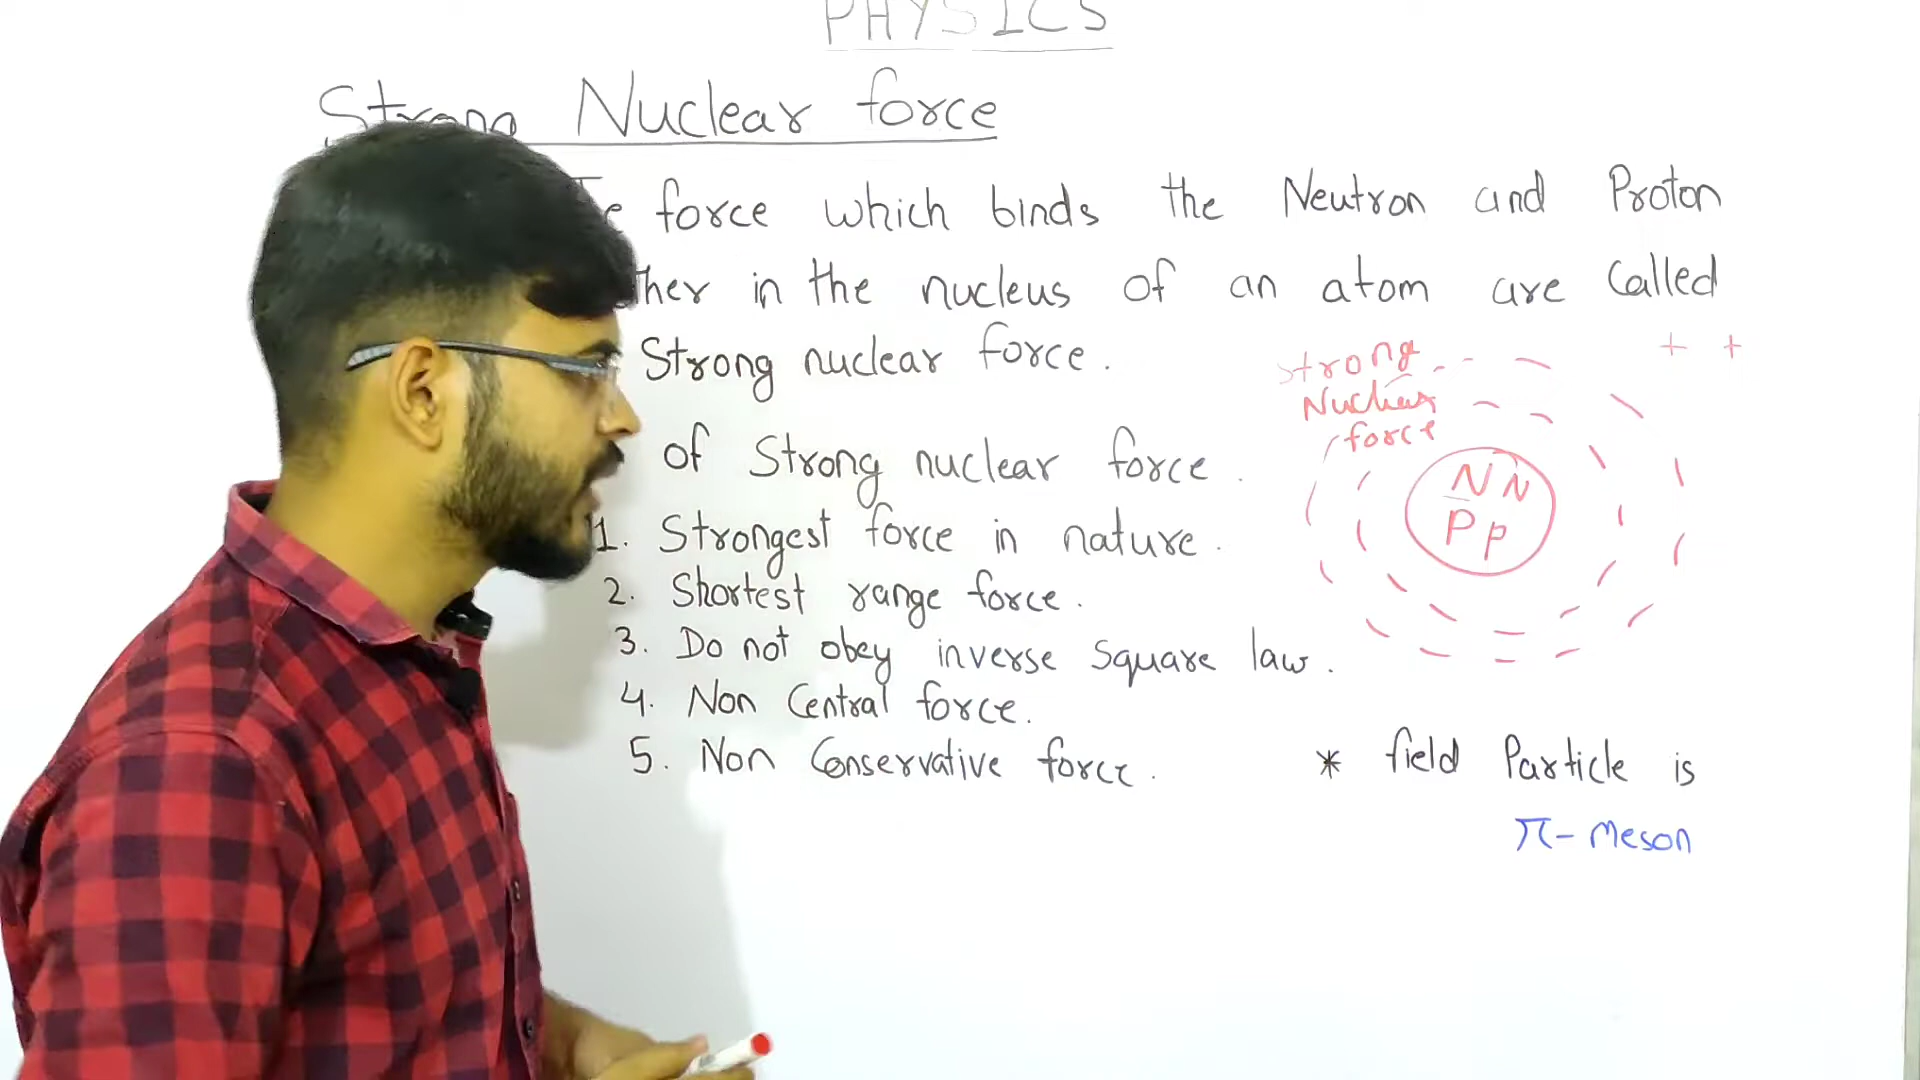 PHYSICS
Strong Nuclear force
force which binds the Neutron and Proton
ther in the nucleus of an atom are Called
Strong nuclear force.
of Strong nuclear force.
1. Strongest force in nature.
2. Shortest range force.
3. Do not obey inverse Square law.
4. Non Central force.
5. Non Conservative force.
+ +
Strong
Nuclear
force
N N
P P
* field Particle is
π- meson